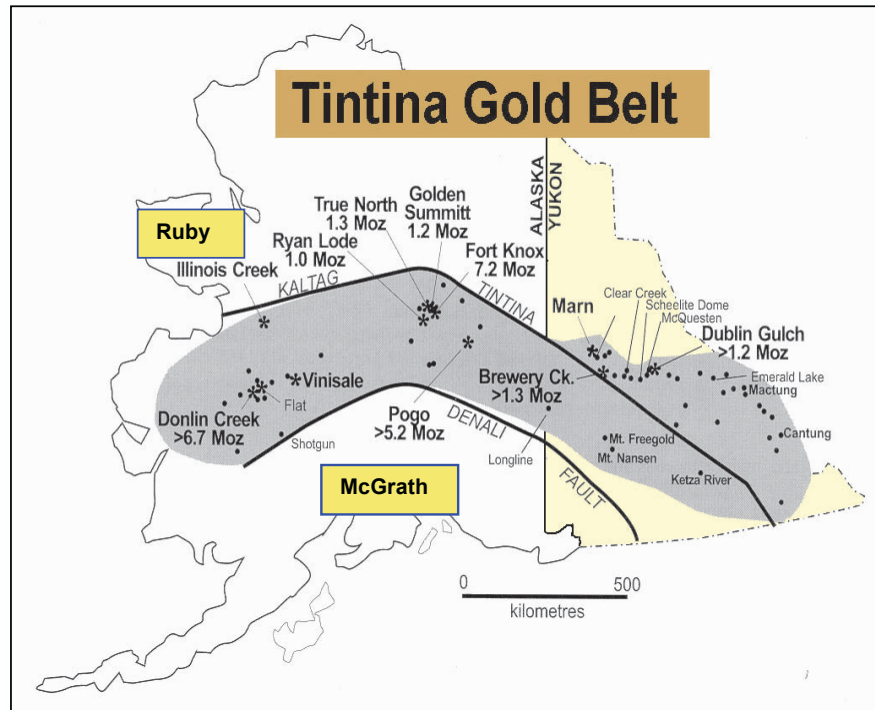 Tintina Gold Belt
ALASKA
YUKON
Ruby
Illinois Creek
KALTAG
True North
1.3 Moz
Ryan Lode
1.0 Moz
Golden
Summitt
1.2 Moz
Fort Knox
7.2 Moz
TINTINA
Marn
Clear Creek
Scheelite Dome
McQuesten
Dublin Gulch
>1.2 Moz
Brewery Ck.
>1.3 Moz
Emerald Lake
Mactung
Cantung
Vinisale
Donlin Creek
>6.7 Moz
Flat
Shotgun
Pogo
>5.2 Moz
DENALI
FAULT
Longline
Mt. Freegold
Mt. Nansen
Ketza River
McGrath
0
500
kilometres